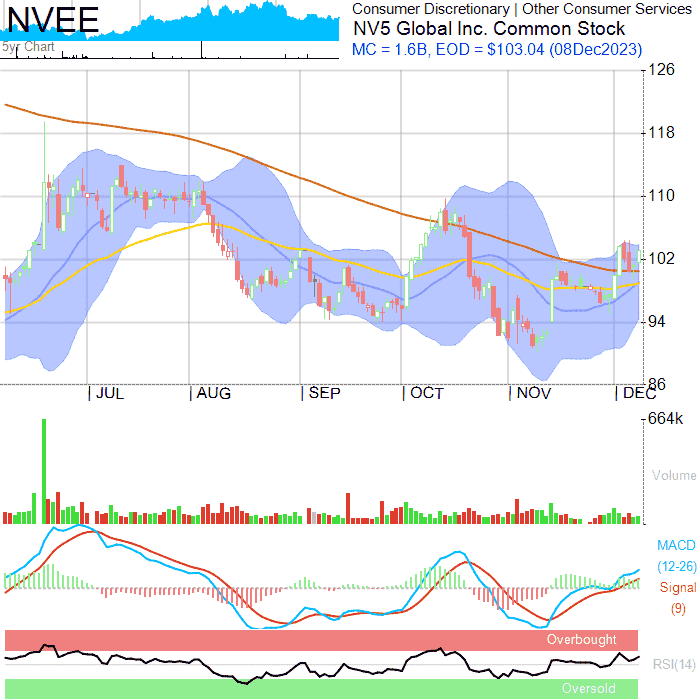 NVEE
5yr Chart
Consumer Discretionary | Other Consumer Services
NV5 Global Inc. Common Stock
MC = 1.6B, EOD = $103.04 (08Dec2023)
126
118
110
102
94
86
JUL
AUG
SEP
OCT
NOV
DEC
664k
Volume
MACD
(12-26)
Signal
(9)
Overbought
RSI(14)
Oversold